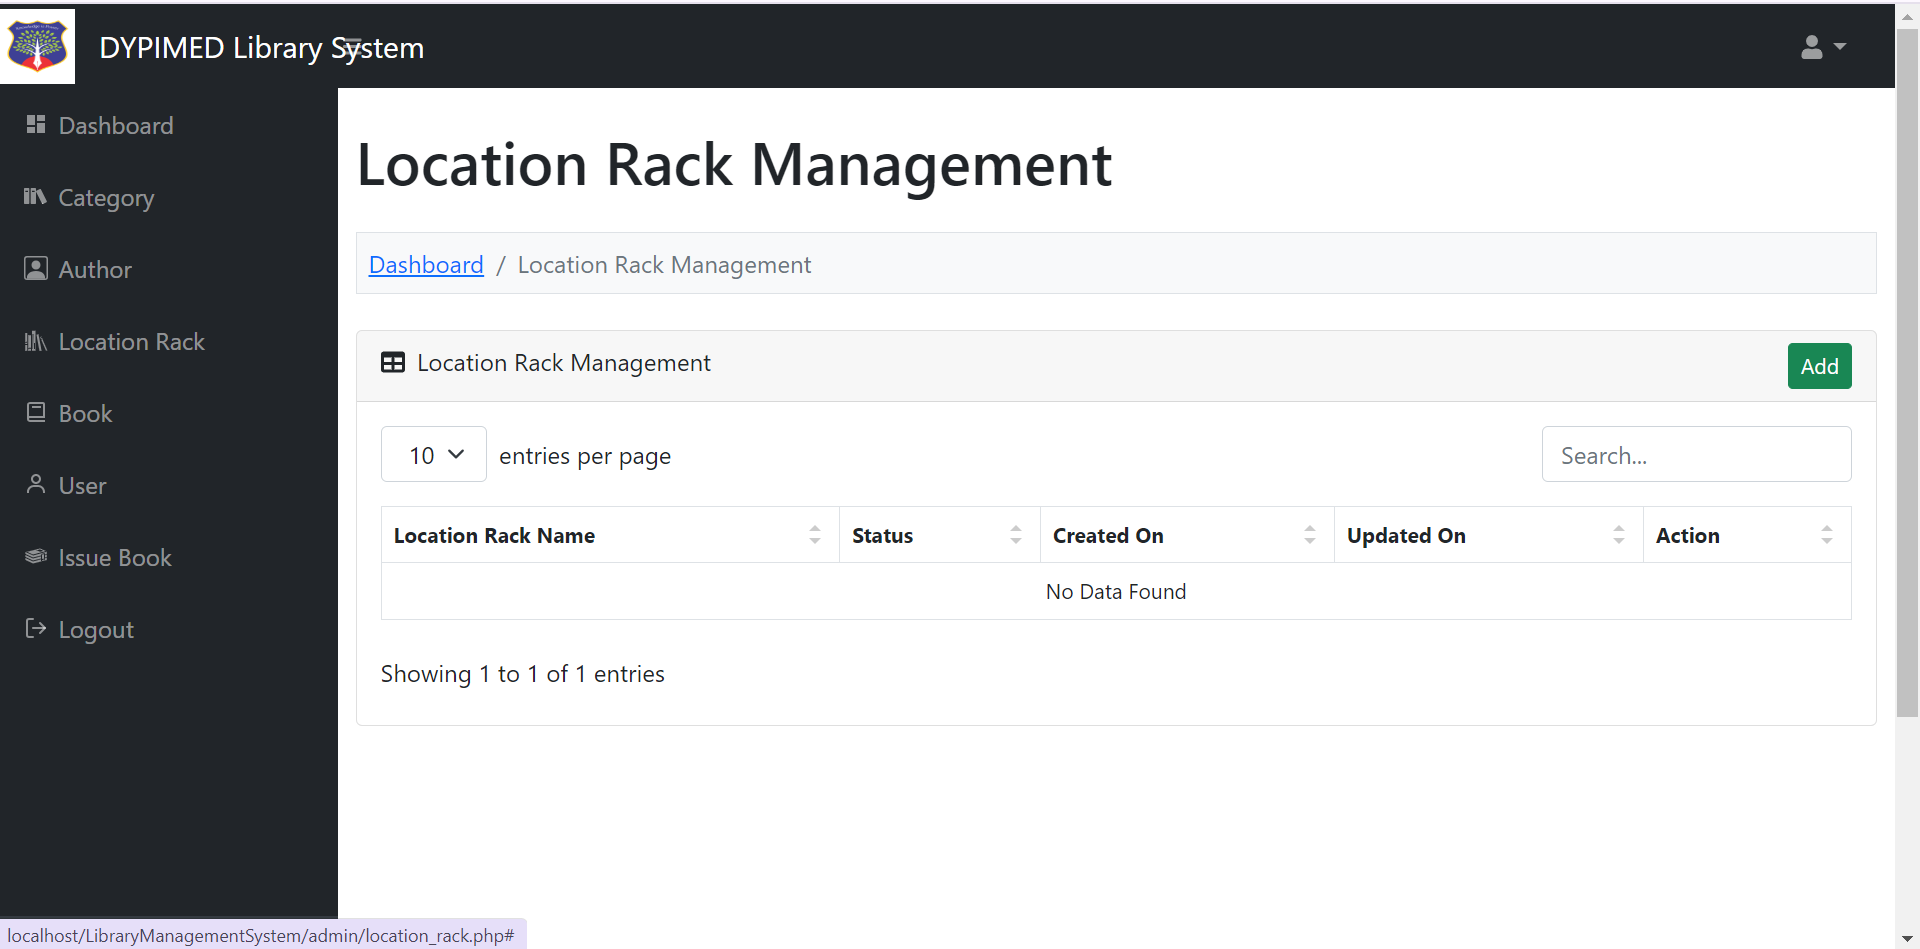 DYPIMED Library System
Dashboard
Category
Author
Location Rack
Book
User
Issue Book
Logout
Location Rack Management
Dashboard / Location Rack Management
Location Rack Management
Add
10 entries per page
Search...
Location Rack Name Status Created On Updated On Action
No Data Found
Showing 1 to 1 of 1 entries
localhost/LibraryManagementSystem/admin/location_rack.php#